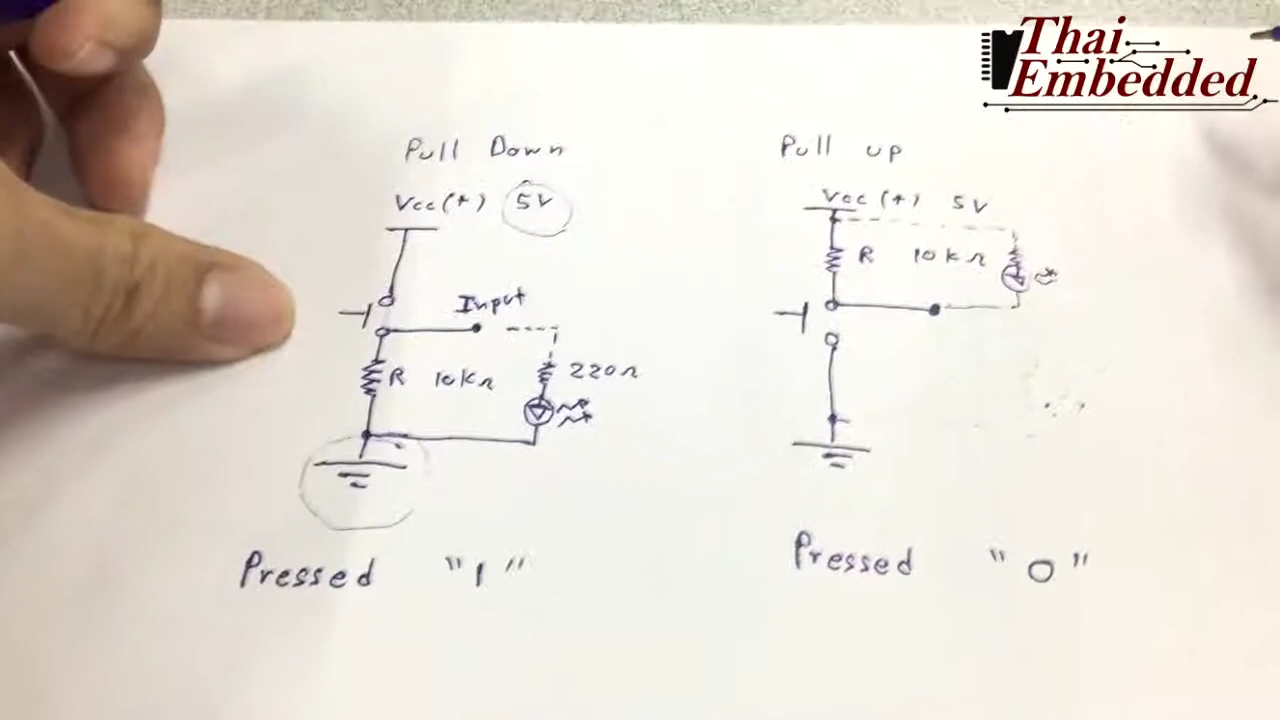 Thai
Embedded
Pull Down
Vcc (+) 5V
Input
R 10kΩ
220Ω
Pressed "1"
Pull up
Vcc (+) 5V
R 10kΩ
Pressed "0"